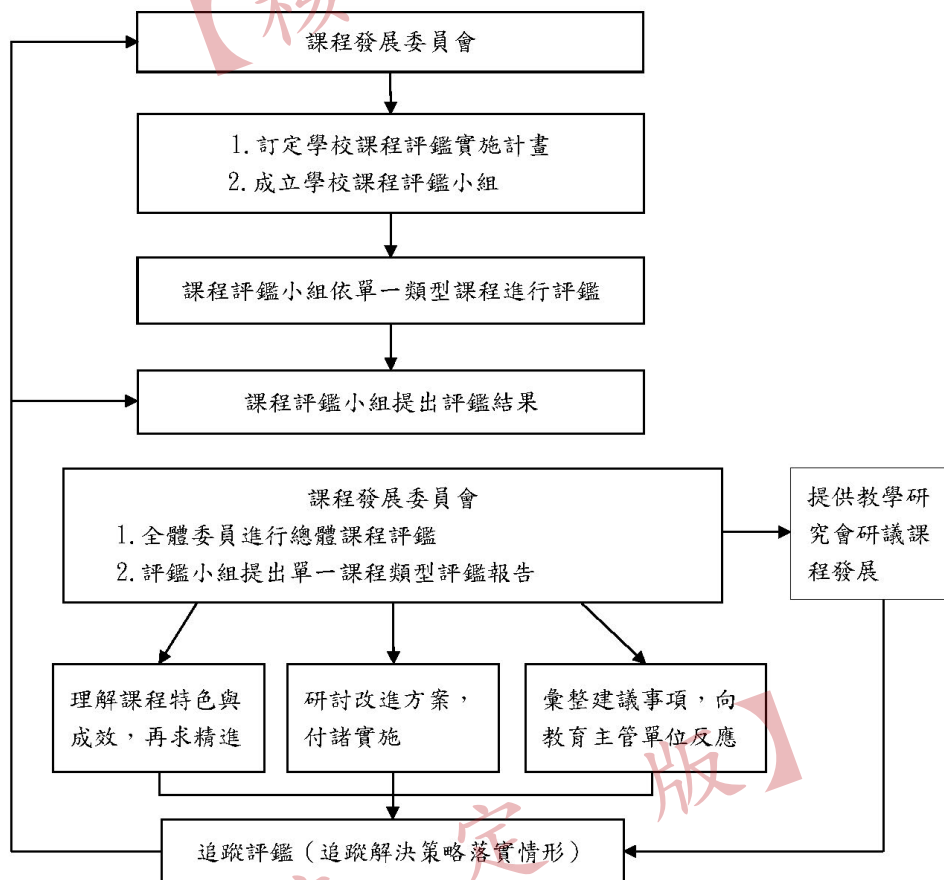 課程發展委員會
1.訂定學校課程評鑑實施計畫
2.成立學校課程評鑑小組
課程評鑑小組依單一類型課程進行評鑑
課程評鑑小組提出評鑑結果
課程發展委員會
1.全體委員進行總體課程評鑑
2.評鑑小組提出單一課程類型評鑑報告
提供教學研
究會研議課
程發展
理解課程特色與
成效，再求精進
研討改進方案，
付諸實施
彙整建議事項，向
教育主管單位反應
追蹤評鑑（追蹤解決策略落實情形）
定
版】